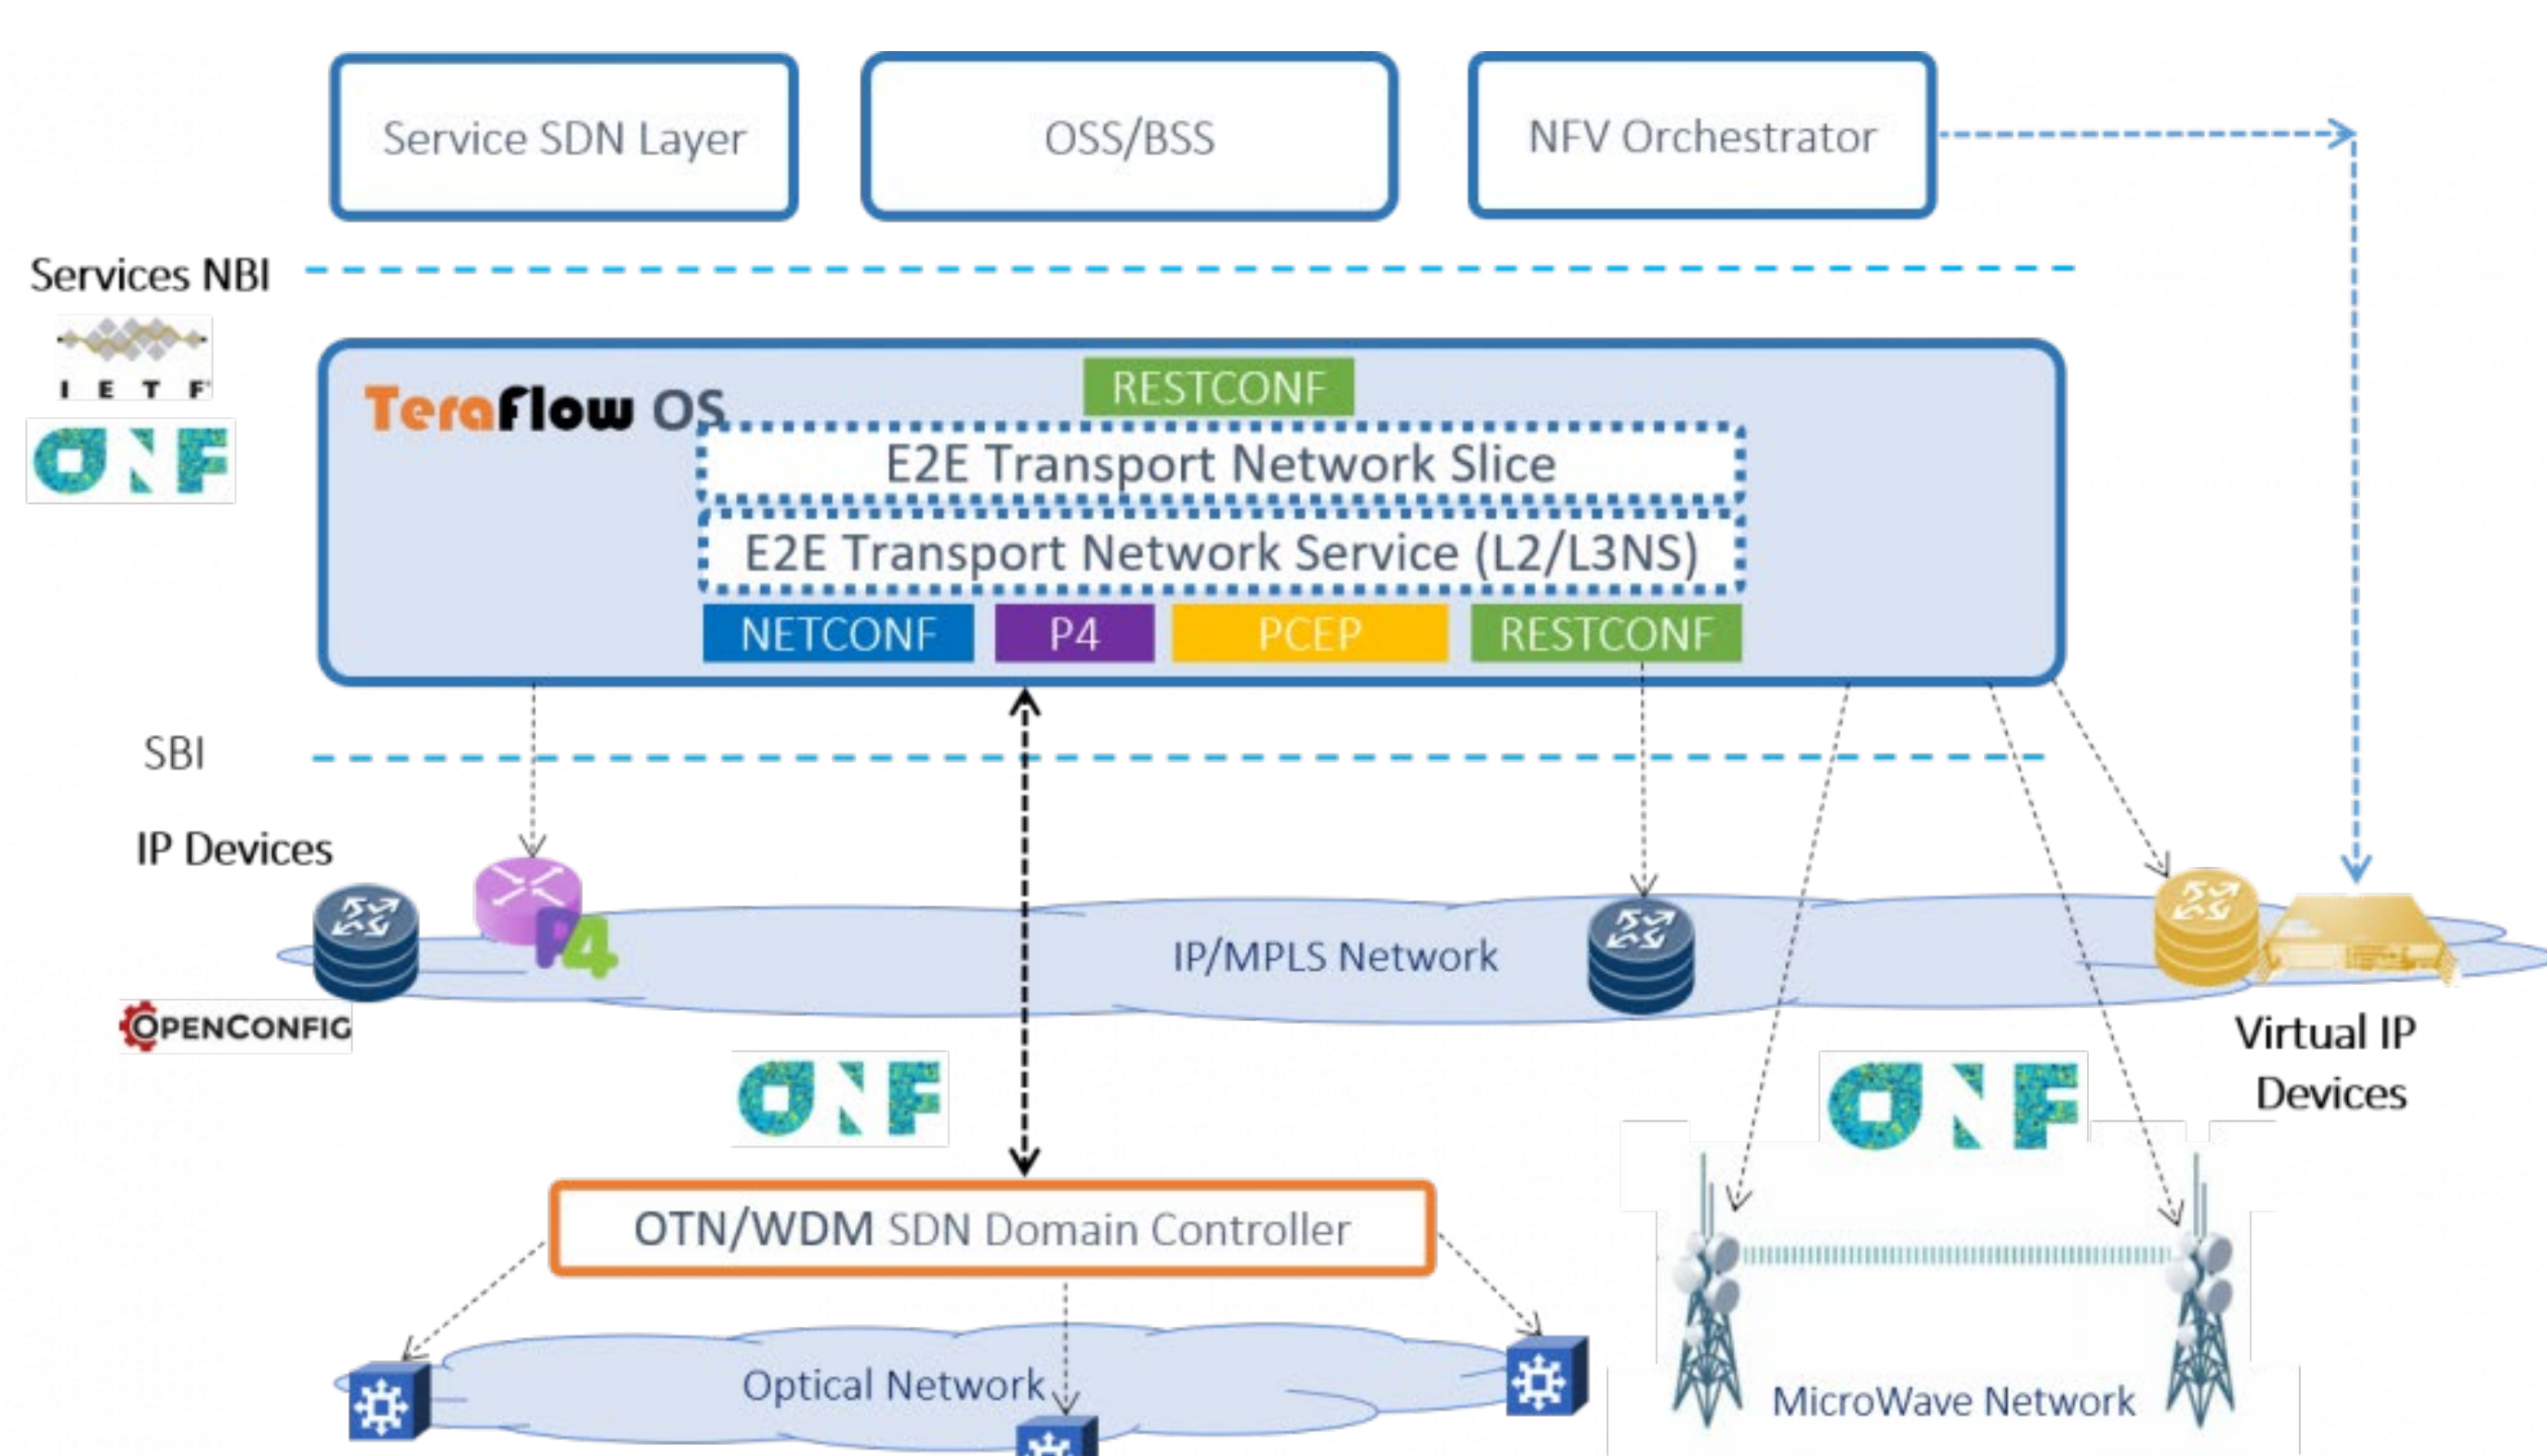 Service SDN Layer
OSS/BSS
NFV Orchestrator
Services NBI
IETF
ONF
TeraFlow OS
RESTCONF
E2E Transport Network Slice
E2E Transport Network Service (L2/L3NS)
NETCONF
P4
PCEP
RESTCONF
SBI
IP Devices
P4
IP/MPLS Network
OPENCONFIG
Virtual IP
Devices
ONF
ONF
OTN/WDM SDN Domain Controller
Optical Network
MicroWave Network